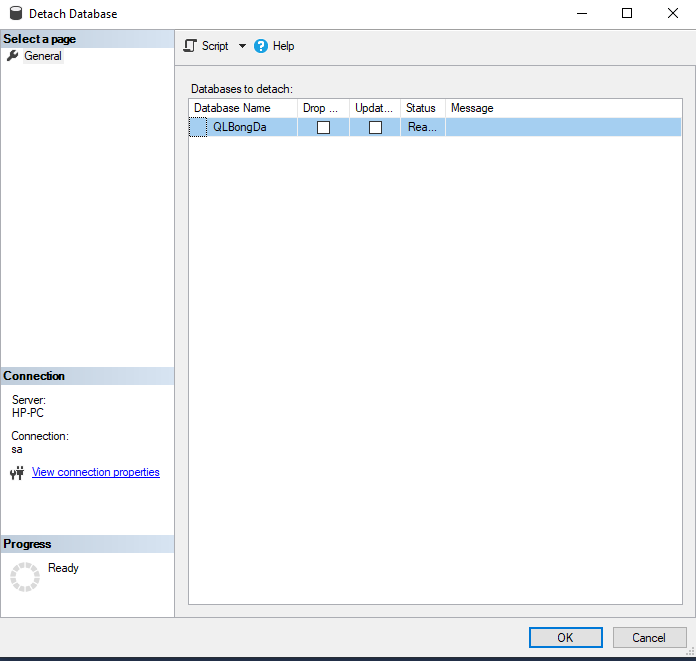 Detach Database
Select a page
General
Script
Help
Databases to detach:
Database Name Drop ... Updat... Status Message
QLBongDa Rea...
Connection
Server:
HP-PC
Connection:
sa
View connection properties
Progress
Ready
OK Cancel